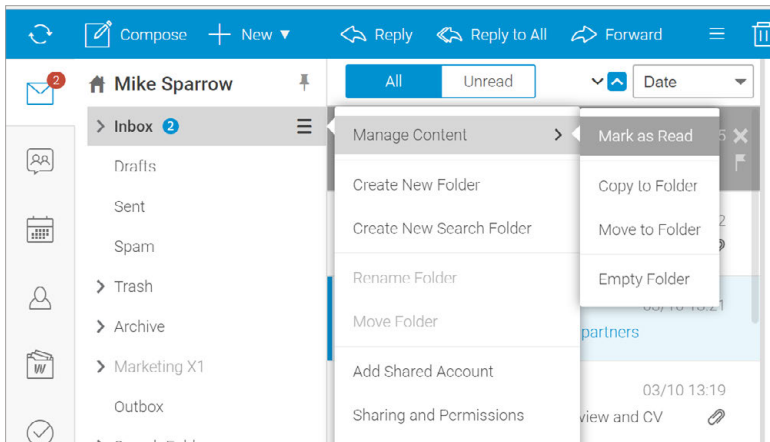 Compose New ▼ Reply Reply to All Forward
2
Mike Sparrow
All Unread
Date
Inbox 2
Drafts
Sent
Spam
Trash
Archive
Marketing X1
Outbox
Manage Content
Create New Folder
Create New Search Folder
Rename Folder
Move Folder
Add Shared Account
Sharing and Permissions
Mark as Read
Copy to Folder
Move to Folder
Empty Folder
5
2
03/10 13:21
partners
03/10 13:19
view and CV
W